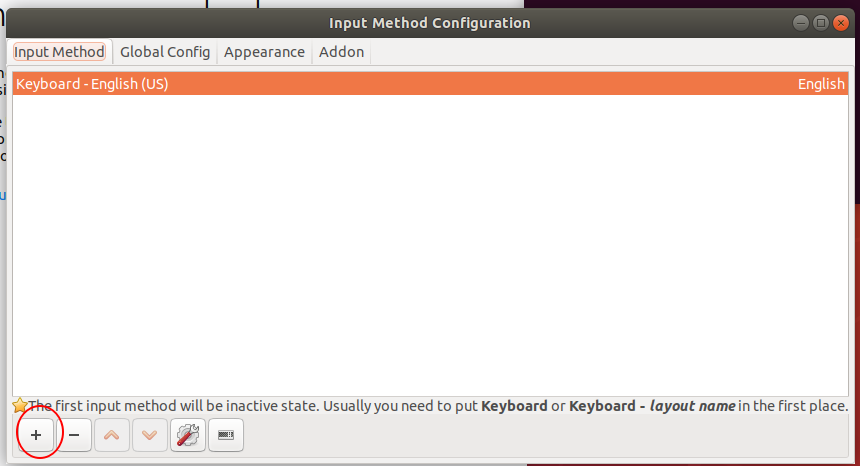 Input Method Configuration
Input Method Global Config Appearance Addon
Keyboard - English (US) English
The first input method will be inactive state. Usually you need to put Keyboard or Keyboard - layout name in the first place.